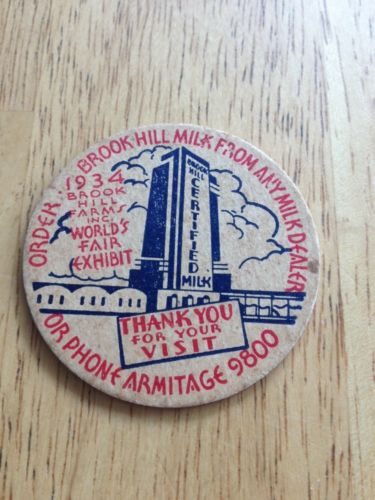 ORDER BROOK HILL MILK FROM ANY MILK DEALER
OR PHONE ARMITAGE 9800
1934
BROOK
HILL
FARMS
INC.
WORLD'S
FAIR
EXHIBIT
BROOK
HILL
CERTIFIED
MILK
THANK YOU
FOR YOUR
VISIT